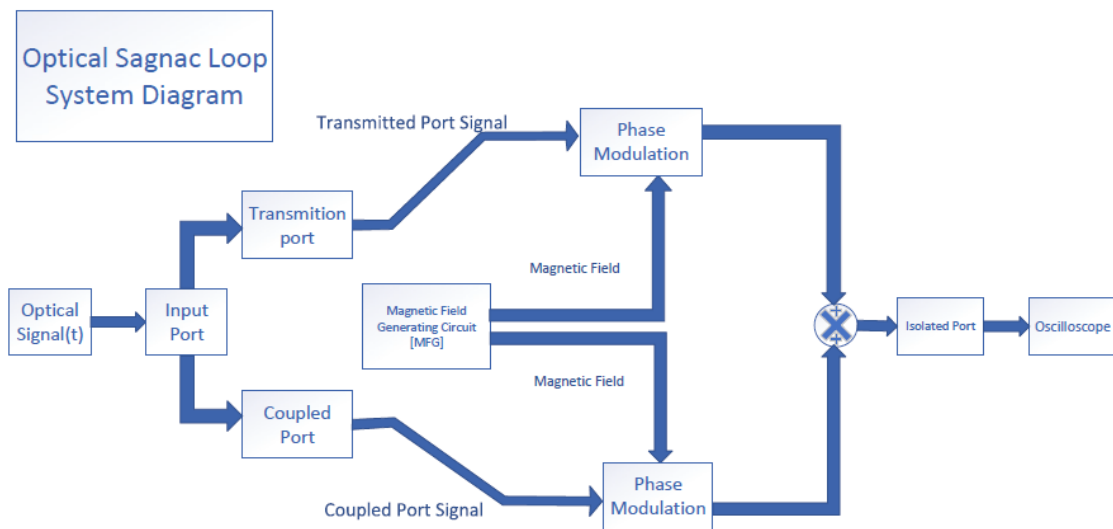 Optical Sagnac Loop
System Diagram
Transmitted Port Signal
Phase
Modulation
Transmition
port
Magnetic Field
Optical
Signal(t)
Input
Port
Magnetic Field
Generating Circuit
[MFG]
+
+
Isolated Port
Oscilloscope
Magnetic Field
Coupled
Port
Phase
Modulation
Coupled Port Signal